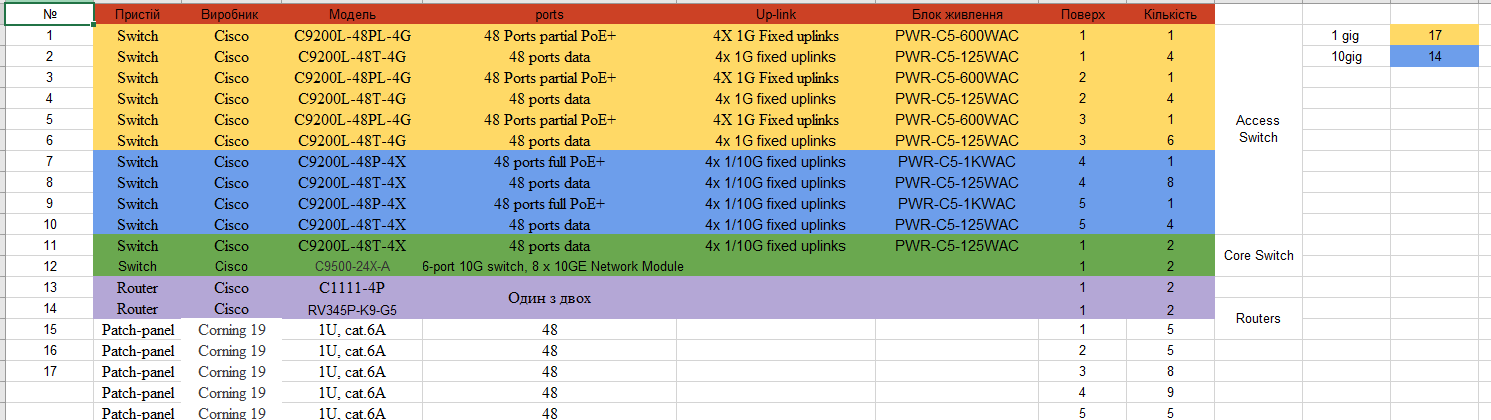 № Пристій Виробник Модель ports Up-link Блок живлення Поверх Кількість
1 Switch Cisco C9200L-48PL-4G 48 Ports partial PoE+ 4X 1G Fixed uplinks PWR-C5-600WAC 1 1 1 gig 17
2 Switch Cisco C9200L-48T-4G 48 ports data 4x 1G fixed uplinks PWR-C5-125WAC 1 4 10gig 14
3 Switch Cisco C9200L-48PL-4G 48 Ports partial PoE+ 4X 1G Fixed uplinks PWR-C5-600WAC 2 1
4 Switch Cisco C9200L-48T-4G 48 ports data 4x 1G fixed uplinks PWR-C5-125WAC 2 4
5 Switch Cisco C9200L-48PL-4G 48 Ports partial PoE+ 4X 1G Fixed uplinks PWR-C5-600WAC 3 1 Access
6 Switch Cisco C9200L-48T-4G 48 ports data 4x 1G fixed uplinks PWR-C5-125WAC 3 6 Switch
7 Switch Cisco C9200L-48P-4X 48 ports full PoE+ 4x 1/10G fixed uplinks PWR-C5-1KWAC 4 1
8 Switch Cisco C9200L-48T-4X 48 ports data 4x 1/10G fixed uplinks PWR-C5-125WAC 4 8
9 Switch Cisco C9200L-48P-4X 48 ports full PoE+ 4x 1/10G fixed uplinks PWR-C5-1KWAC 5 1
10 Switch Cisco C9200L-48T-4X 48 ports data 4x 1/10G fixed uplinks PWR-C5-125WAC 5 4
11 Switch Cisco C9200L-48T-4X 48 ports data 4x 1/10G fixed uplinks PWR-C5-125WAC 1 2
Core Switch
12 Switch Cisco C9500-24X-A 6-port 10G switch, 8 x 10GE Network Module 1 2
13 Router Cisco C1111-4P 1 2
Один з двох
14 Router Cisco RV345P-K9-G5 1 2
Routers
15 Patch-panel Corning 19 1U, cat.6A 48 1 5
16 Patch-panel Corning 19 1U, cat.6A 48 2 5
17 Patch-panel Corning 19 1U, cat.6A 48 3 8
Patch-panel Corning 19 1U, cat.6A 48 4 9
Patch-panel Corning 19 1U, cat.6A 48 5 5